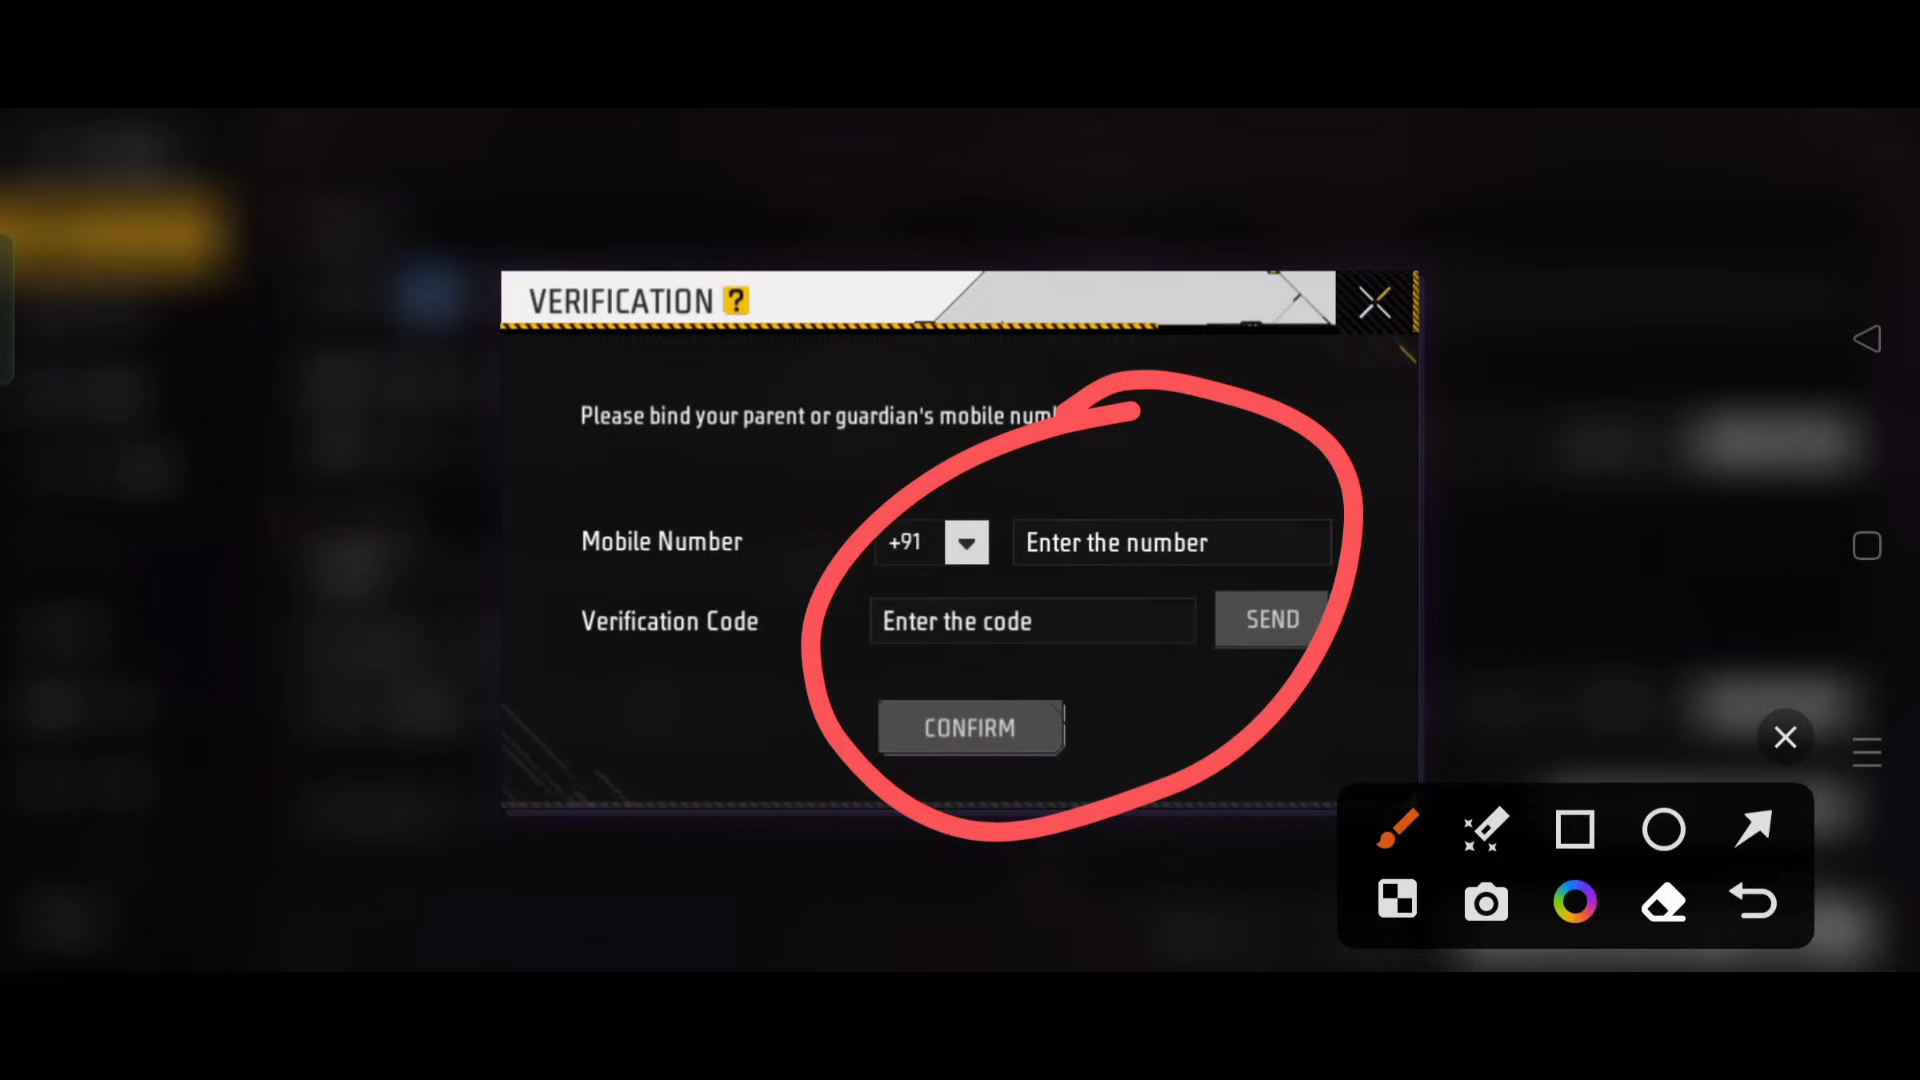 VERIFICATION ?
Please bind your parent or guardian's mobile
Mobile Number +91 Enter the number
Verification Code Enter the code SEND
CONFIRM